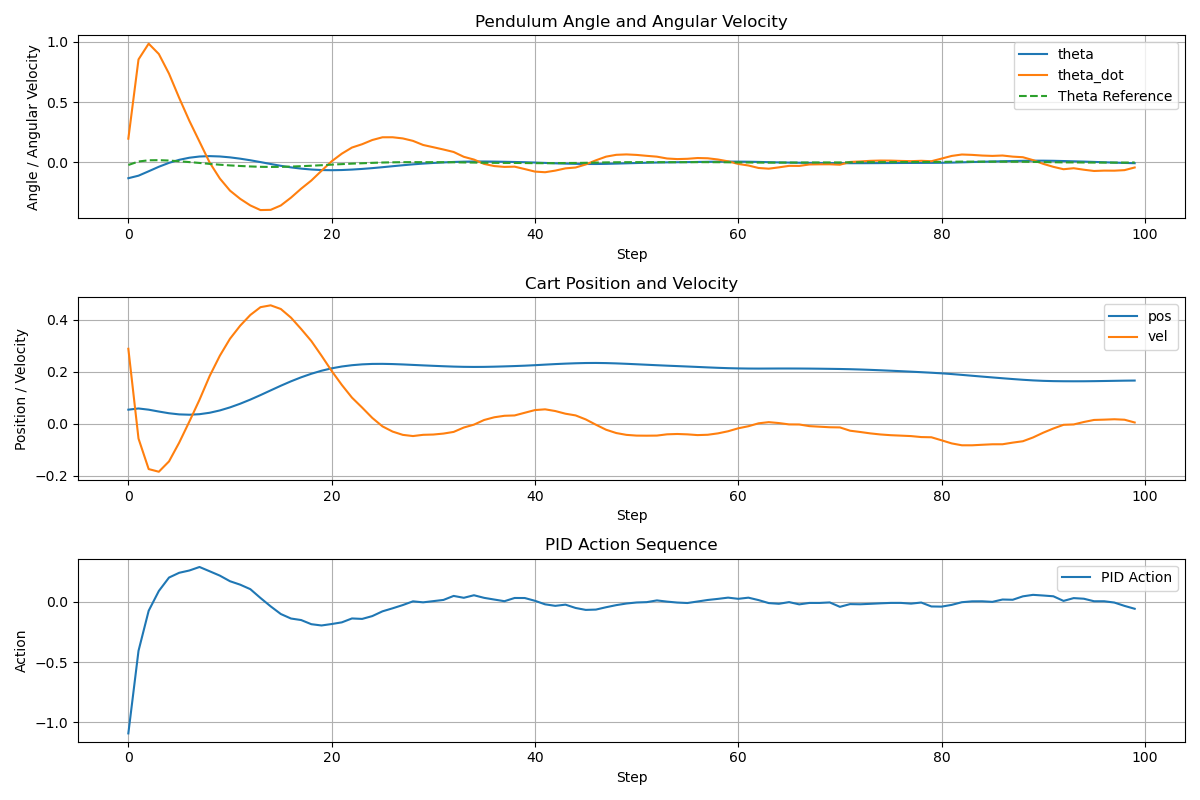 Pendulum Angle and Angular Velocity
Angle / Angular Velocity
1.0
0.5
0.0
theta
theta_dot
Theta Reference
0 20 40 60 80 100
Step
Cart Position and Velocity
Position / Velocity
0.4
0.2
0.0
−0.2
pos
vel
0 20 40 60 80 100
Step
PID Action Sequence
Action
0.0
−0.5
−1.0
PID Action
0 20 40 60 80 100
Step